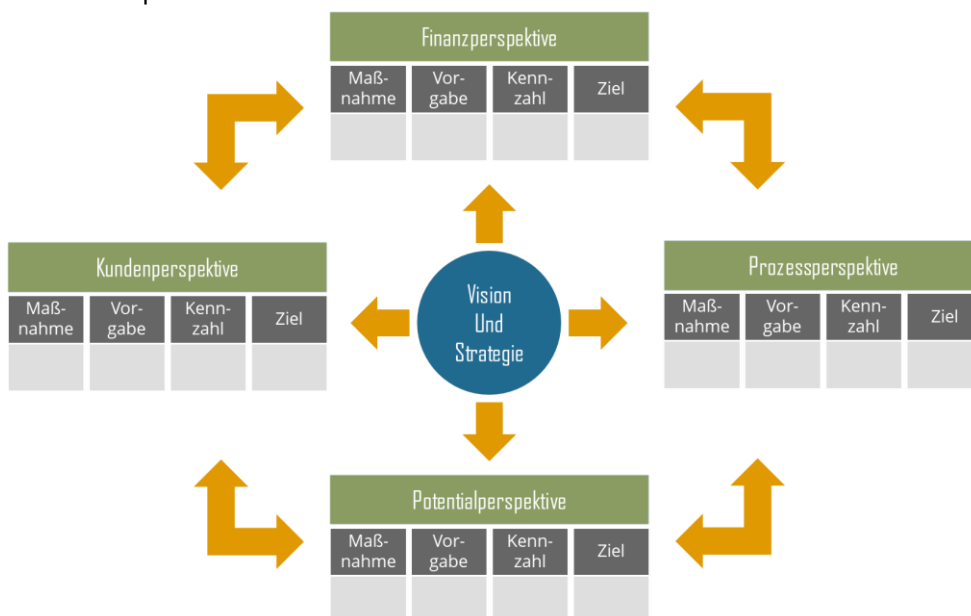 Finanzperspektive
Maß- Vor- Kenn- Ziel
nahme gabe zahl
Kundenperspektive
Maß- Vor- Kenn- Ziel
nahme gabe zahl
Vision
Und
Strategie
Prozessperspektive
Maß- Vor- Kenn- Ziel
nahme gabe zahl
Potentialperspektive
Maß- Vor- Kenn- Ziel
nahme gabe zahl